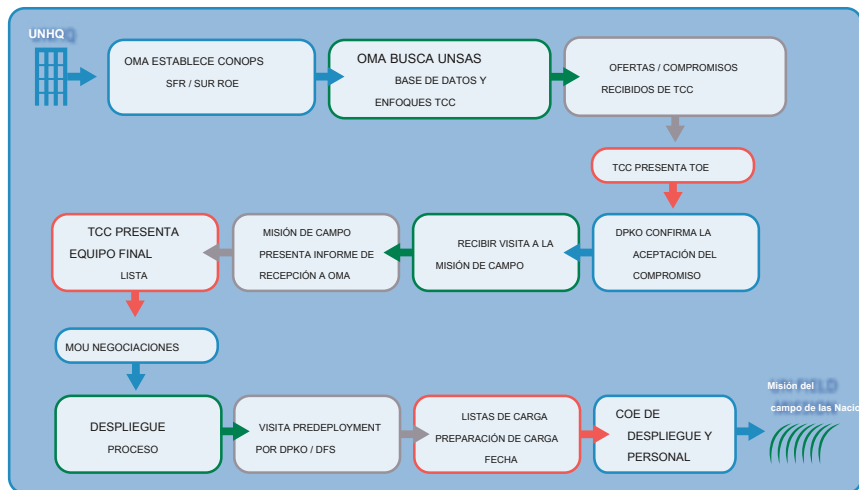 UNHQ
OMA ESTABLECE CONOPS
SFR / SUR ROE
OMA BUSCA UNSAS
BASE DE DATOS Y
ENFOQUES TCC
OFERTAS / COMPROMISOS
RECIBIDOS DE TCC
TCC PRESENTA TOE
DPKO CONFIRMA LA
ACEPTACIÓN DEL
COMPROMISO
RECIBIR VISITA A LA
MISIÓN DE CAMPO
MISIÓN DE CAMPO
PRESENTA INFORME DE
RECEPCIÓN A OMA
TCC PRESENTA
EQUIPO FINAL
LISTA
MOU NEGOCIACIONES
DESPLIEGUE
PROCESO
VISITA PREDEPLOYMENT
POR DPKO / DFS
LISTAS DE CARGA
PREPARACIÓN DE CARGA
FECHA
COE DE
DESPLIEGUE Y
PERSONAL
Misión del
campo de las Nacio